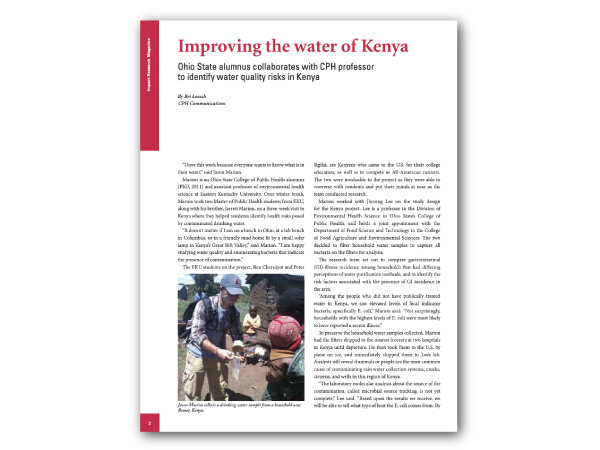 Impact Research Magazine
Improving the water of Kenya
Ohio State alumnus collaborates with CPH professor
to identify water quality risks in Kenya
By Bri Loesch
CPH Communications
"I love this work because everyone wants to know what is in
their water," said Jason Marion.
Marion is an Ohio State College of Public Health alumnus
(PhD, 2011) and assistant professor of environmental health
science at Eastern Kentucky University. Over winter break,
Marion took two Master of Public Health students from EKU,
along with his brother, Jarrett Marion, on a three-week visit to
Kenya where they helped residents identify health risks posed
by contaminated drinking water.
"It doesn't matter if I am on a beach in Ohio, at a lab bench
in Columbus, or in a friendly mud home lit by a small solar
lamp in Kenya's Great Rift Valley," said Marion. "I am happy
studying water quality and enumerating bacteria that indicate
the presence of contamination."
The EKU students on the project, Ben Cheruiyot and Peter
Jason Marion collects a drinking water sample from a household near
Bomet, Kenya.
Sigilai, are Kenyans who came to the U.S. for their college
education, as well as to compete as All-American runners.
The two were invaluable to the project as they were able to
converse with residents and put their minds at ease as the
team conducted research.
Marion worked with Jiyoung Lee on the study design
for the Kenya project. Lee is a professor in the Division of
Environmental Health Science in Ohio State's College of
Public Health, and holds a joint appointment with the
Department of Food Science and Technology in the College
of Food Agriculture and Environmental Sciences. The two
decided to filter household water samples to capture all
bacteria on the filters for analysis.
The research team set out to compare gastrointestinal
(GI) illness incidence among households that had differing
perceptions of water purification methods, and to identify the
risk factors associated with the presence of GI incidence in
the area.
"Among the people who did not have publically treated
water in Kenya, we saw elevated levels of fecal indicator
bacteria, specifically E. coli," Marion said. "Not surprisingly,
households with the highest levels of E. coli were most likely
to have reported a recent illness."
To preserve the household water samples collected, Marion
had the filters shipped to the nearest freezers at two hospitals
in Kenya until departure. He then took them to the U.S. by
plane on ice, and immediately shipped them to Lee's lab.
Analysis will reveal if animals or people are the most common
cause of contaminating rain water collection systems, creeks,
cisterns, and wells in this region of Kenya.
"The laboratory molecular analysis about the source of the
contamination, called microbial source tracking, is not yet
complete," Lee said. "Based upon the results we receive, we
will be able to tell what type of host the E. coli comes from. By
2